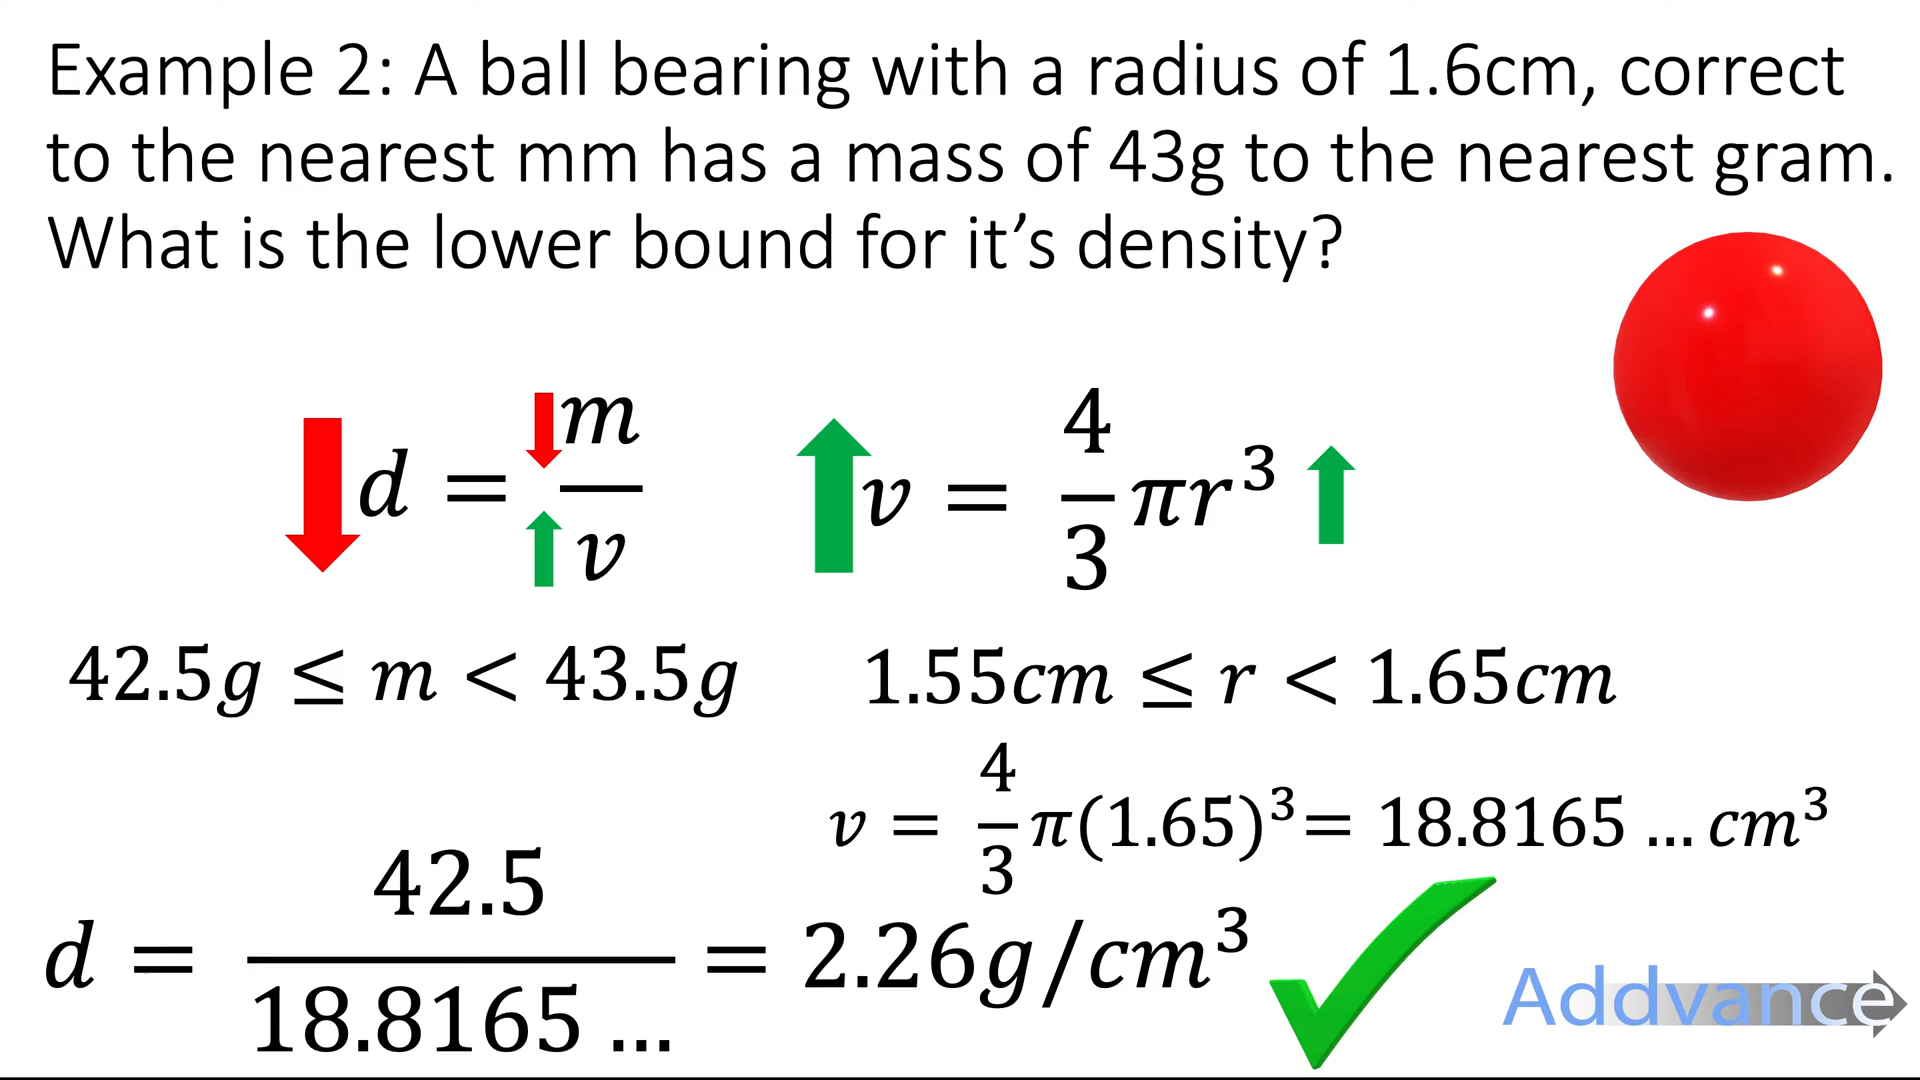 Example 2: A ball bearing with a radius of 1.6cm, correct
to the nearest mm has a mass of 43g to the nearest gram.
What is the lower bound for it’s density?
d = m/v
v = 4/3 πr³
42.5g ≤ m < 43.5g
1.55cm ≤ r < 1.65cm
v = 4/3 π(1.65)³ = 18.8165 … cm³
d = 42.5/18.8165 … = 2.26g/cm³
Addvance